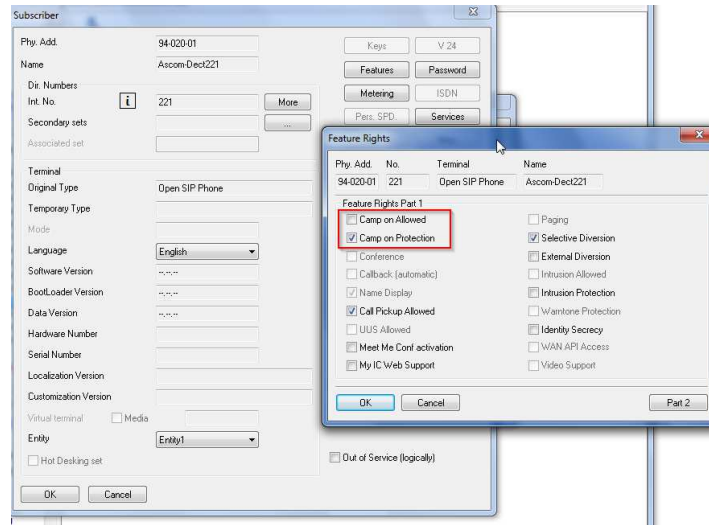 Subscriber
Phy. Add. 94-020-01 Keys V 24
Name Ascom-Dect221 Features Password
Dir. Numbers Metering ISDN
Int. No. i 221 More
Secondary sets ... Pers. SPD. Services
Associated set
Terminal
Original Type Open SIP Phone
Temporary Type
Mode
Language English
Software Version --.--.--
BootLoader Version --.--.--
Data Version --.--.--
Hardware Number
Serial Number
Localization Version
Customization Version
Virtual terminal Media
Entity Entity1
Hot Desking set Out of Service (logically)
OK Cancel
Feature Rights
Phy. Add. No. Terminal Name
94-020-01 221 Open SIP Phone Ascom-Dect221
Feature Rights Part 1
Camp on Allowed Paging
Camp on Protection Selective Diversion
Conference External Diversion
Callback (automatic) Intrusion Allowed
Name Display Intrusion Protection
Call Pickup Allowed Warntone Protection
UUS Allowed Identity Secrecy
Meet Me Conf activation WAN API Access
My IC Web Support Video Support
OK Cancel Part 2